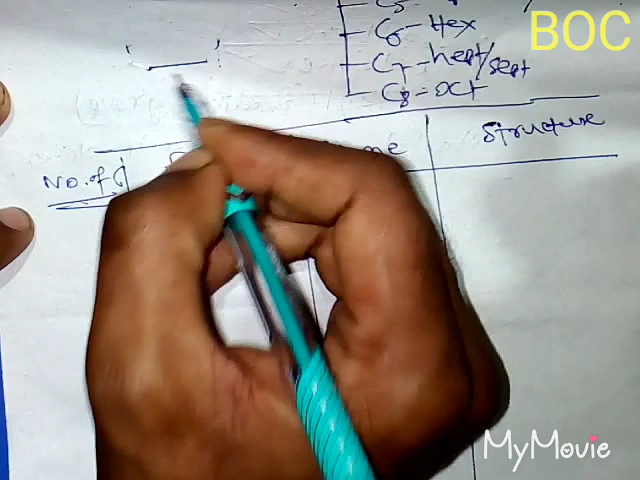 BOC
C6 - Hex
C7 - hept/sept
C8 = oct
No. of C
Structure
MyMovie